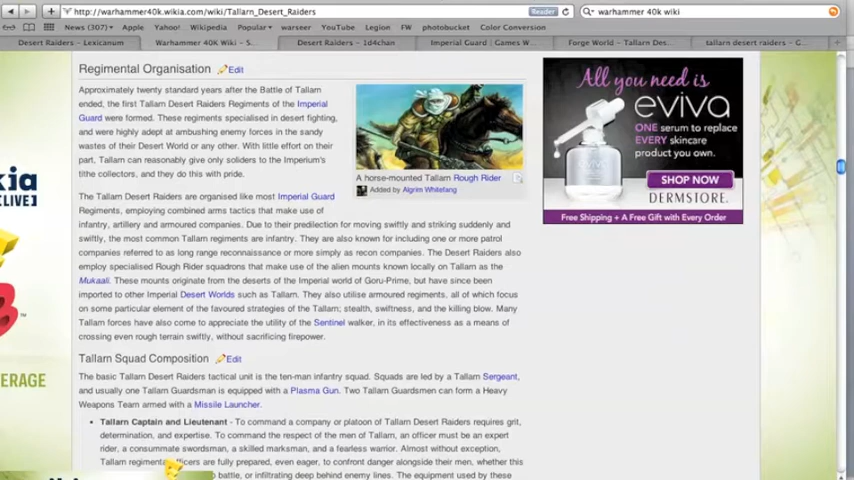 http://warhammer40k.wikia.com/wiki/Tallarn_Desert_Raiders
Reader
warhammer 40k wiki
News (307)
Apple
Yahoo!
Wikipedia
Popular
warseer
YouTube
Legion
FW
photobucket
Color Conversion
Desert Raiders – Lexicanum
Warhammer 40K Wiki – S...
Desert Raiders – 1d4chan
Imperial Guard | Games W...
Forge World – Tallarn Des...
tallarn desert raiders – G...
Regimental Organisation
Edit
Approximately twenty standard years after the Battle of Tallarn
ended, the first Tallarn Desert Raiders Regiments of the Imperial
Guard were formed. These regiments specialised in desert fighting,
and were highly adept at ambushing enemy forces in the sandy
wastes of their Desert World or any other. With little effort on their
part, Tallarn can reasonably give only soliders to the Imperium's
tithe collectors, and they do this with pride.
A horse-mounted Tallarn Rough Rider
Added by Algrim Whitefang
The Tallarn Desert Raiders are organised like most Imperial Guard
Regiments, employing combined arms tactics that make use of
infantry, artillery and armoured companies. Due to their predilection for moving swiftly and striking suddenly and
swiftly, the most common Tallarn regiments are infantry. They are also known for including one or more patrol
companies referred to as long range reconnaissance or more simply as recon companies. The Desert Raiders also
employ specialised Rough Rider squadrons that make use of the alien mounts known locally on Tallarn as the
Mukaali. These mounts originate from the deserts of the Imperial world of Goru-Prime, but have since been
imported to other Imperial Desert Worlds such as Tallarn. They also utilise armoured regiments, all of which focus
on some particular element of the favoured strategies of the Tallarn; stealth, swiftness, and the killing blow. Many
Tallarn forces have also come to appreciate the utility of the Sentinel walker, in its effectiveness as a means of
crossing even rough terrain swiftly, without sacrificing firepower.
Tallarn Squad Composition
Edit
The basic Tallarn Desert Raiders tactical unit is the ten-man infantry squad. Squads are led by a Tallarn Sergeant,
and usually one Tallarn Guardsman is equipped with a Plasma Gun. Two Tallarn Guardsmen can form a Heavy
Weapons Team armed with a Missile Launcher.
• Tallarn Captain and Lieutenant - To command a company or platoon of Tallarn Desert Raiders requires grit,
determination, and expertise. To command the respect of the men of Tallarn, an officer must be an expert
rider, a consummate swordsman, a skilled marksman, and a fearless warrior. Almost without exception,
Tallarn regimental officers are fully prepared, even eager, to confront danger alongside their men, whether this
to battle, or infiltrating deep behind enemy lines. The equipment used by these
All you need is
eviva
ONE serum to replace
EVERY skincare
product you own.
SHOP NOW
DERMSTORE.
Free Shipping + A Free Gift with Every Order
kia
LIVE]
3
ERAGE